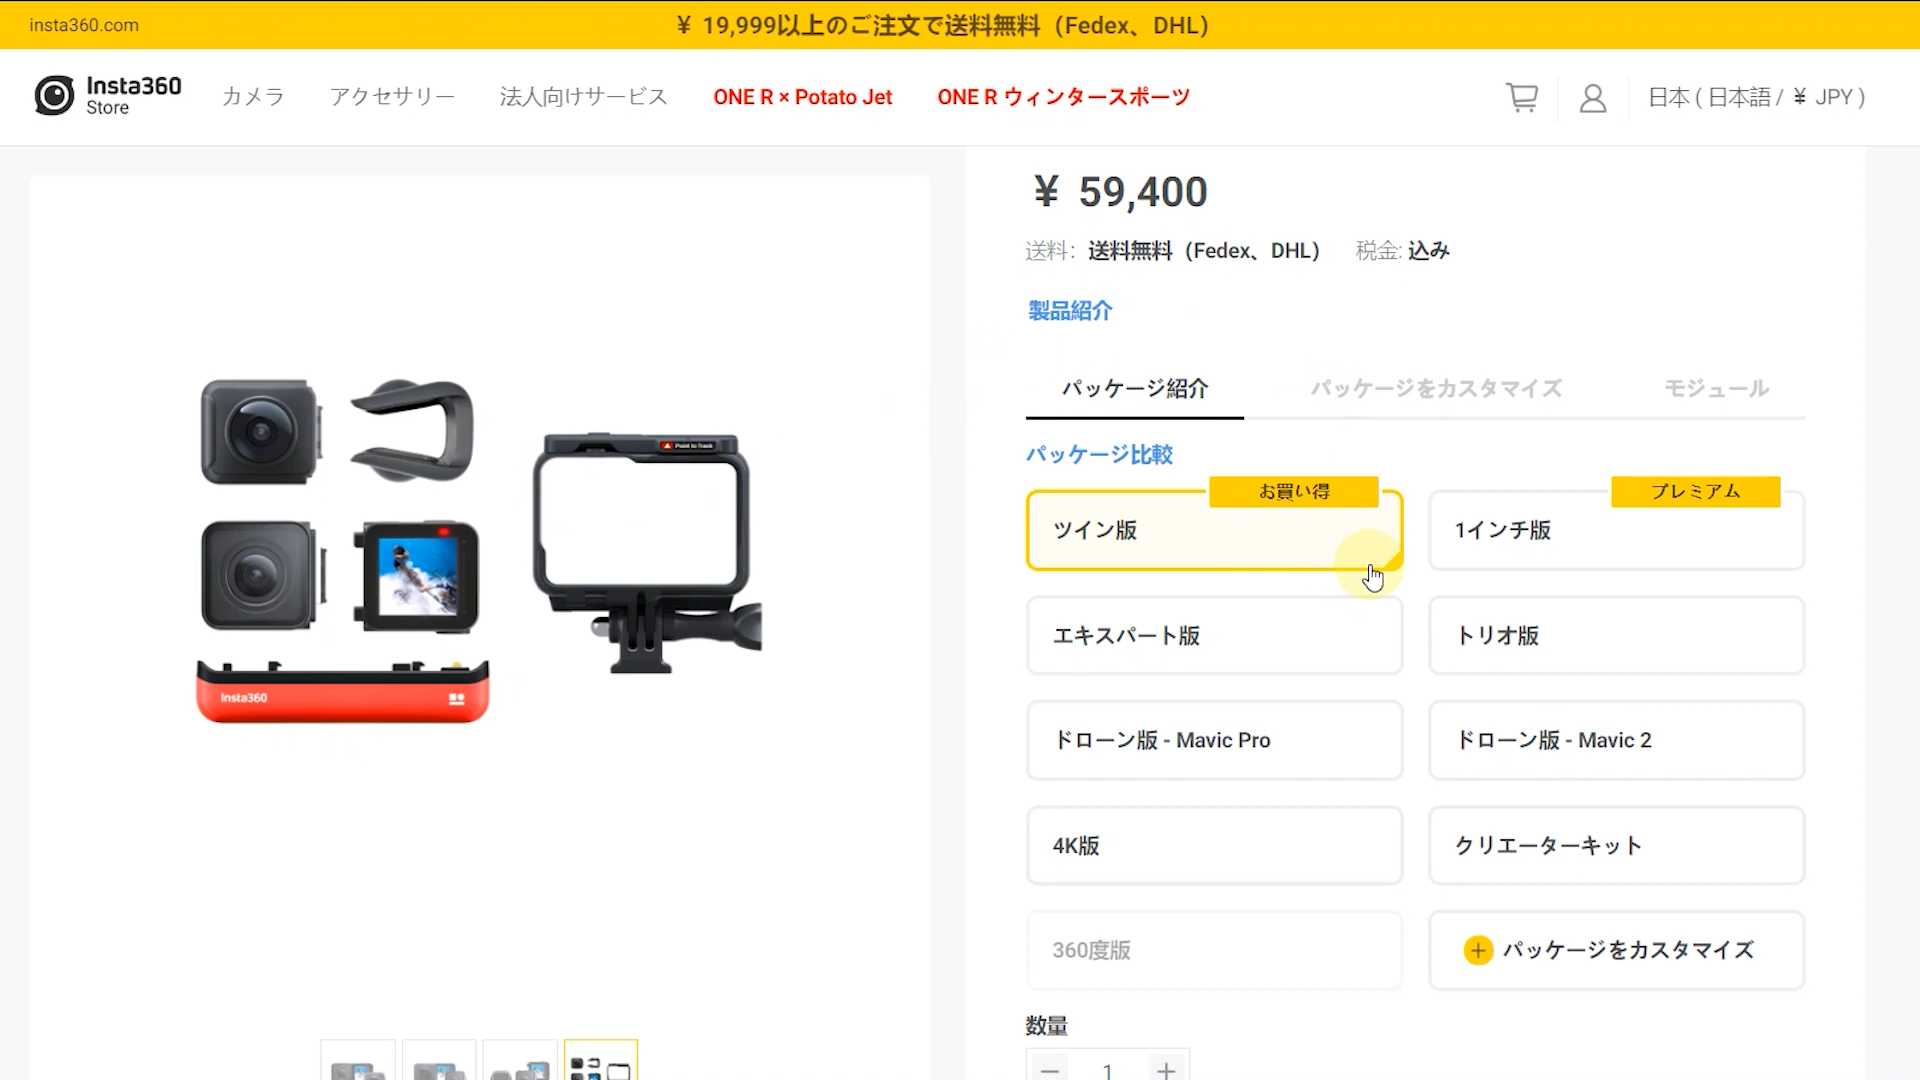 insta360.com
¥ 19,999以上のご注文で送料無料（Fedex、DHL）
Insta360
Store
カメラ
アクセサリー
法人向けサービス
ONE R × Potato Jet
ONE R ウィンタースポーツ
日本 ( 日本語 / ¥ JPY )
¥ 59,400
送料: 送料無料（Fedex、DHL） 税金: 込み
製品紹介
パッケージ紹介
パッケージをカスタマイズ
モジュール
パッケージ比較
お買い得
ツイン版
プレミアム
1インチ版
エキスパート版
トリオ版
ドローン版 - Mavic Pro
ドローン版 - Mavic 2
4K版
クリエーターキット
360度版
+ パッケージをカスタマイズ
数量
− 1 +
Point to Track
Insta360